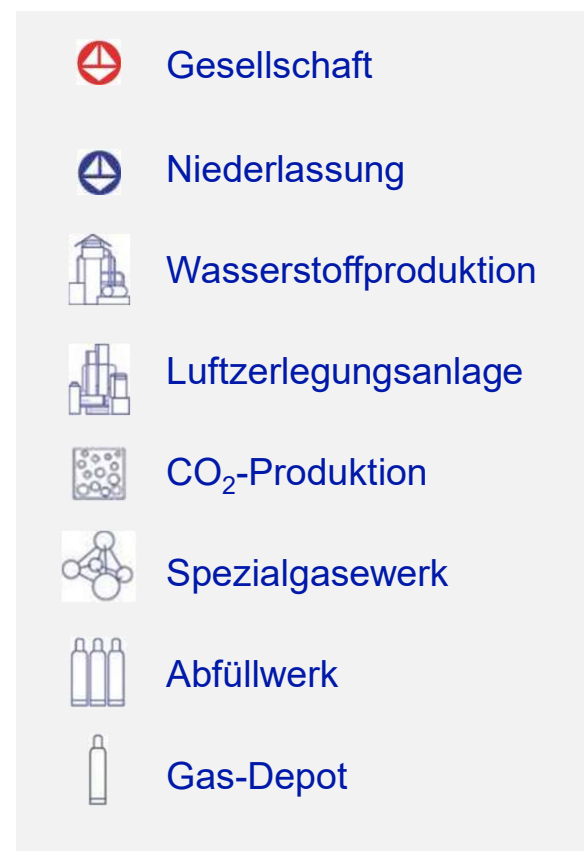 Gesellschaft
Niederlassung
Wasserstoffproduktion
Luftzerlegungsanlage
CO₂-Produktion
Spezialgasewerk
Abfüllwerk
Gas-Depot